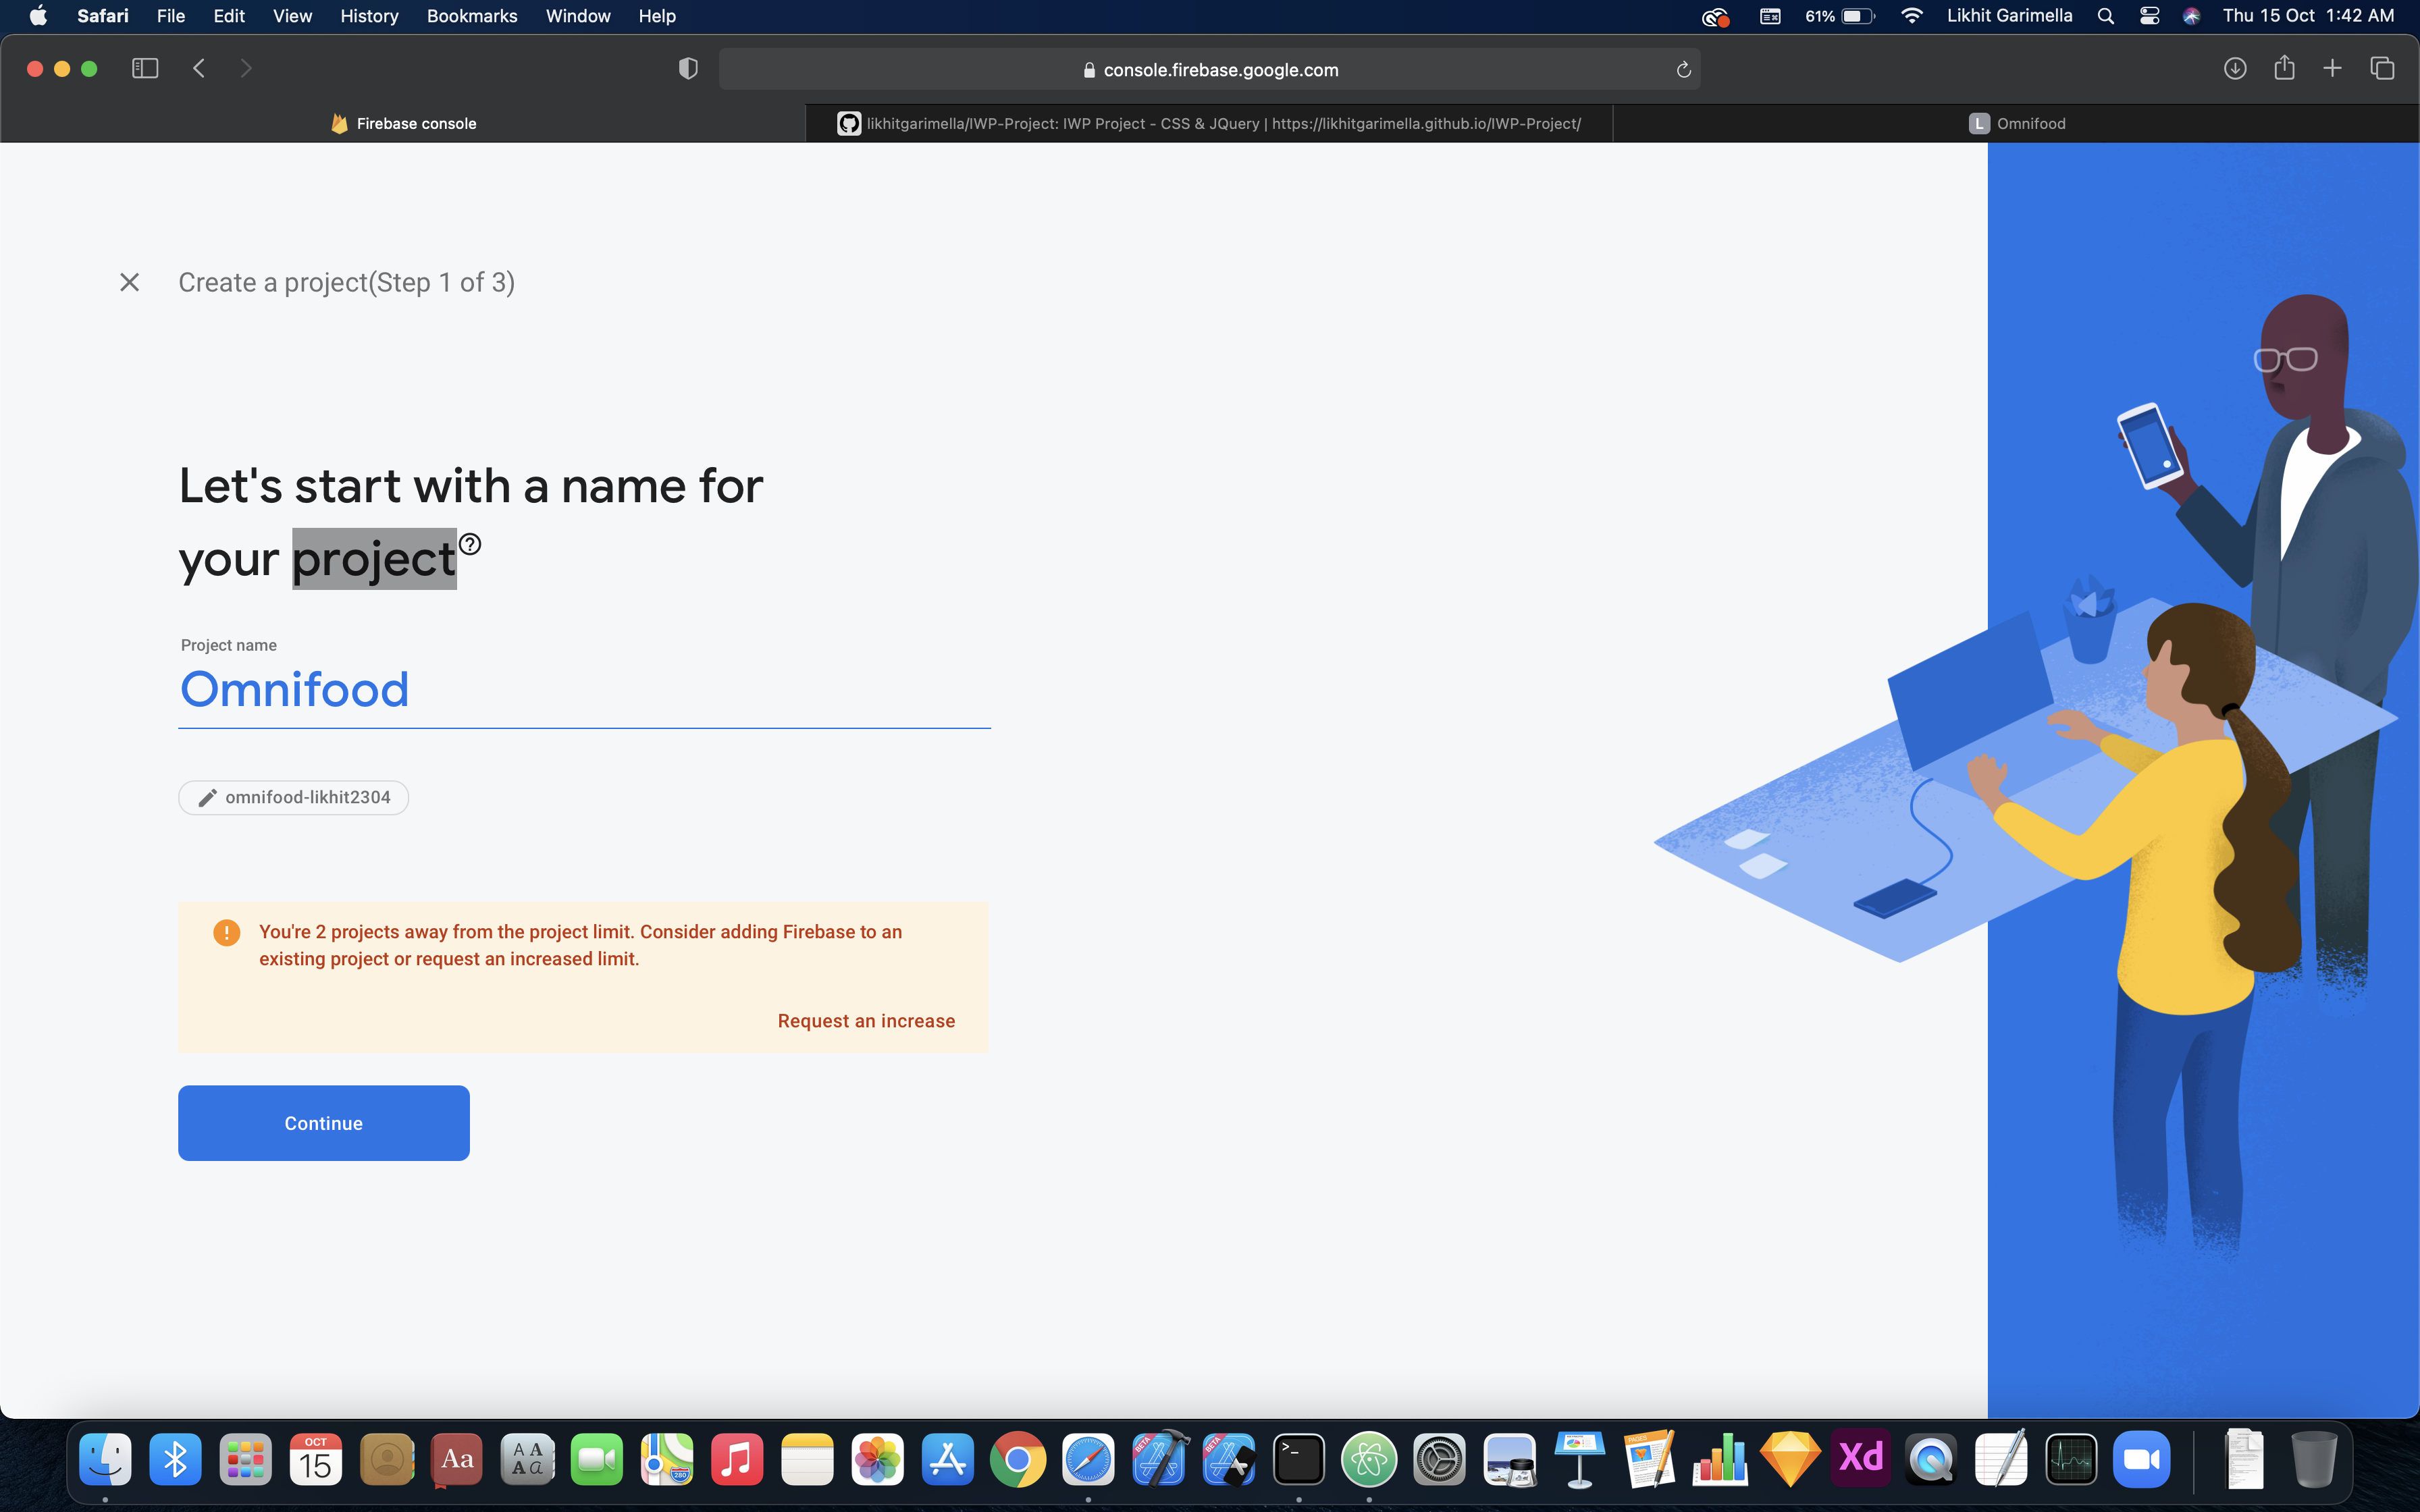 Safari File Edit View History Bookmarks Window Help
61% Likhit Garimella Thu 15 Oct 1:42 AM
console.firebase.google.com
Firebase console
likhitgarimella/IWP-Project: IWP Project - CSS & JQuery | https://likhitgarimella.github.io/IWP-Project/
L Omnifood
Create a project(Step 1 of 3)
Let's start with a name for
your project
Project name
Omnifood
omnifood-likhit2304
You're 2 projects away from the project limit. Consider adding Firebase to an
existing project or request an increased limit.
Request an increase
Continue
OCT
15
Aa
A A
A a
280
BETA
BETA
>_
PAGES
Xd